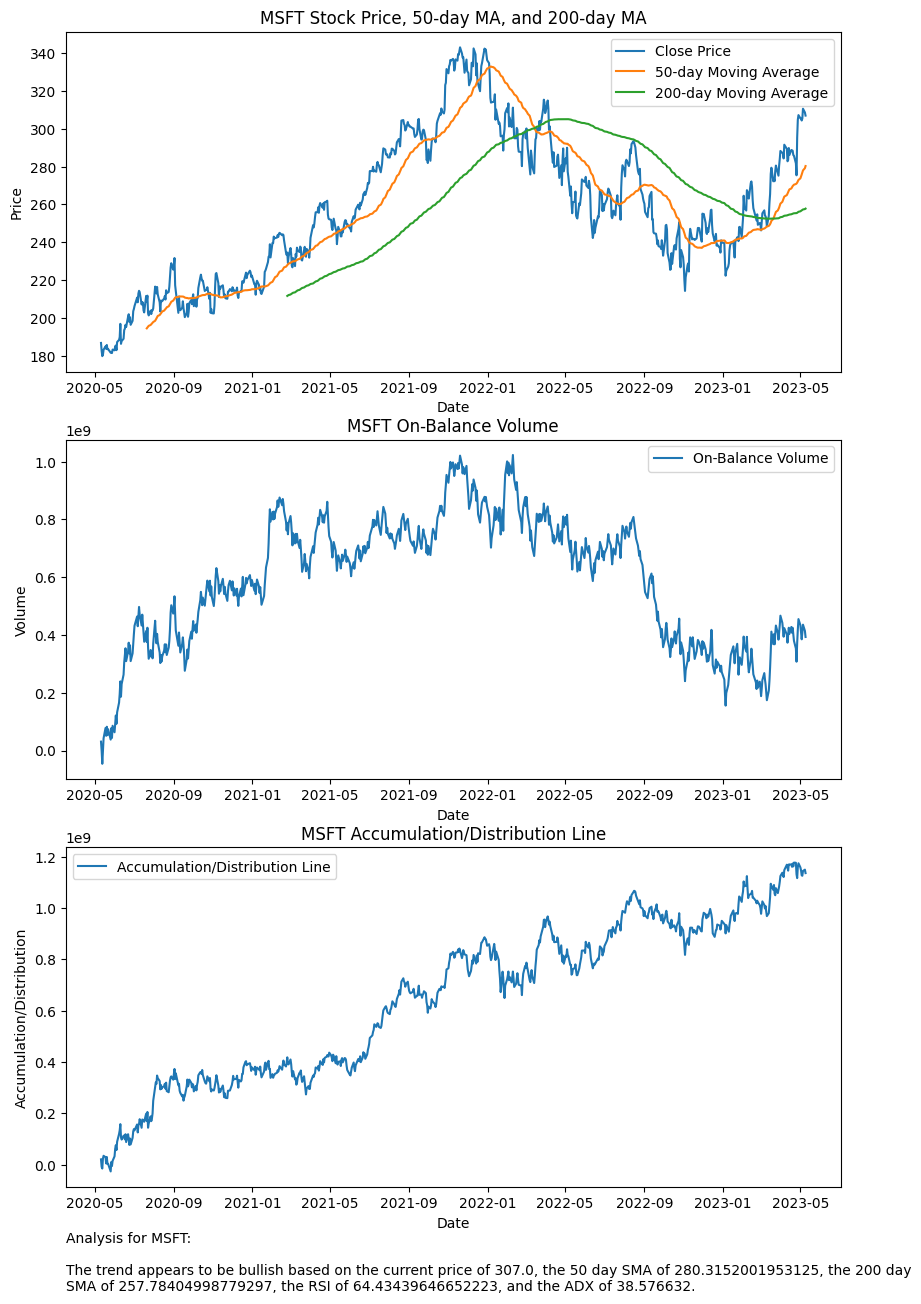 MSFT Stock Price, 50-day MA, and 200-day MA
Price
340
320
300
280
260
240
220
200
180
Close Price
50-day Moving Average
200-day Moving Average
2020-05 2020-09 2021-01 2021-05 2021-09 2022-01 2022-05 2022-09 2023-01 2023-05
Date
MSFT On-Balance Volume
1e9
Volume
1.0
0.8
0.6
0.4
0.2
0.0
On-Balance Volume
2020-05 2020-09 2021-01 2021-05 2021-09 2022-01 2022-05 2022-09 2023-01 2023-05
Date
MSFT Accumulation/Distribution Line
1e9
Accumulation/Distribution
1.2
1.0
0.8
0.6
0.4
0.2
0.0
Accumulation/Distribution Line
2020-05 2020-09 2021-01 2021-05 2021-09 2022-01 2022-05 2022-09 2023-01 2023-05
Date
Analysis for MSFT:
The trend appears to be bullish based on the current price of 307.0, the 50 day SMA of 280.3152001953125, the 200 day
SMA of 257.78404998779297, the RSI of 64.43439646652223, and the ADX of 38.576632.